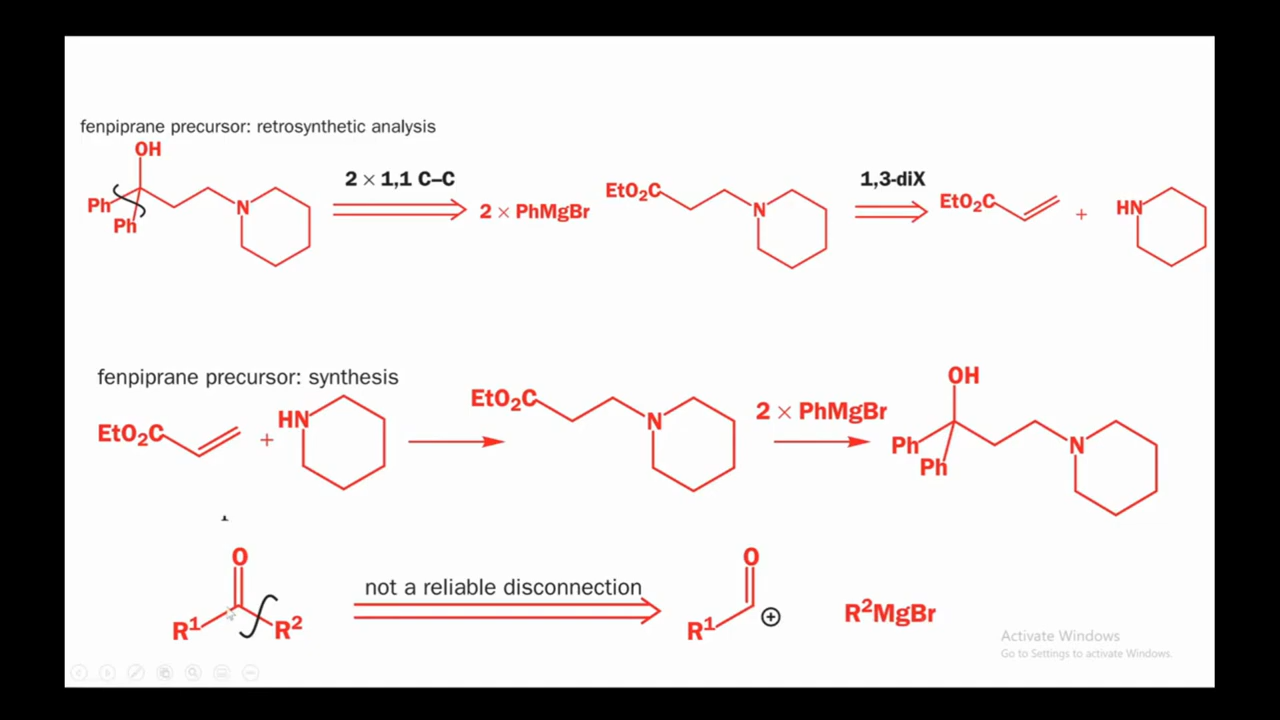 fenpiprane precursor: retrosynthetic analysis
OH
Ph
Ph
N
2 × 1,1 C–C
2 × PhMgBr
EtO₂C
N
1,3-diX
EtO₂C
+
HN
fenpiprane precursor: synthesis
EtO₂C
+
HN
EtO₂C
N
2 × PhMgBr
OH
Ph
Ph
N
O
R¹
R²
not a reliable disconnection
O
R¹
+
R²MgBr
Activate Windows
Go to Settings to activate Windows.